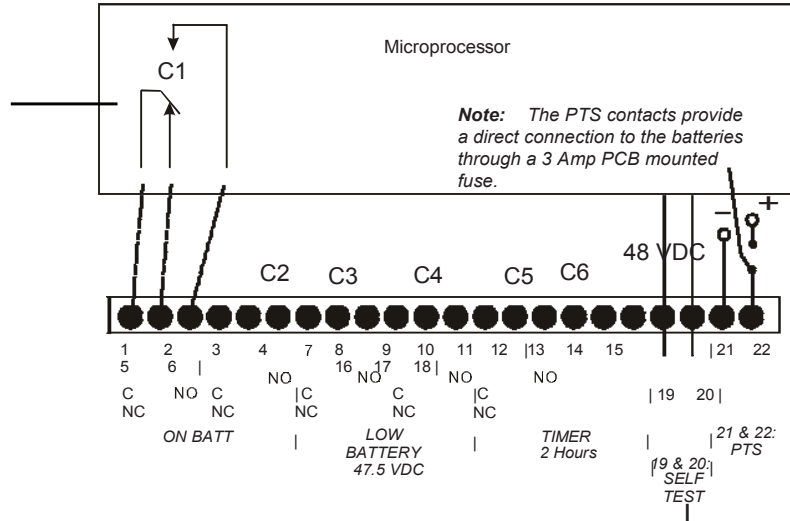 Microprocessor
C1
Note: The PTS contacts provide
a direct connection to the batteries
through a 3 Amp PCB mounted
fuse.
− +
48 VDC
C2 C3 C4 C5 C6
1 2 3 4 7 8 9 10 11 12 |13 14 15 |21 22
5 6 | 16 17 18|
NO NO NO NO
C NO |C |C C |C | 19 20 |
NC NC NC NC NC
ON BATT | LOW | TIMER | 21 & 22:
BATTERY 2 Hours PTS
47.5 VDC
|19 & 20:|
SELF
TEST